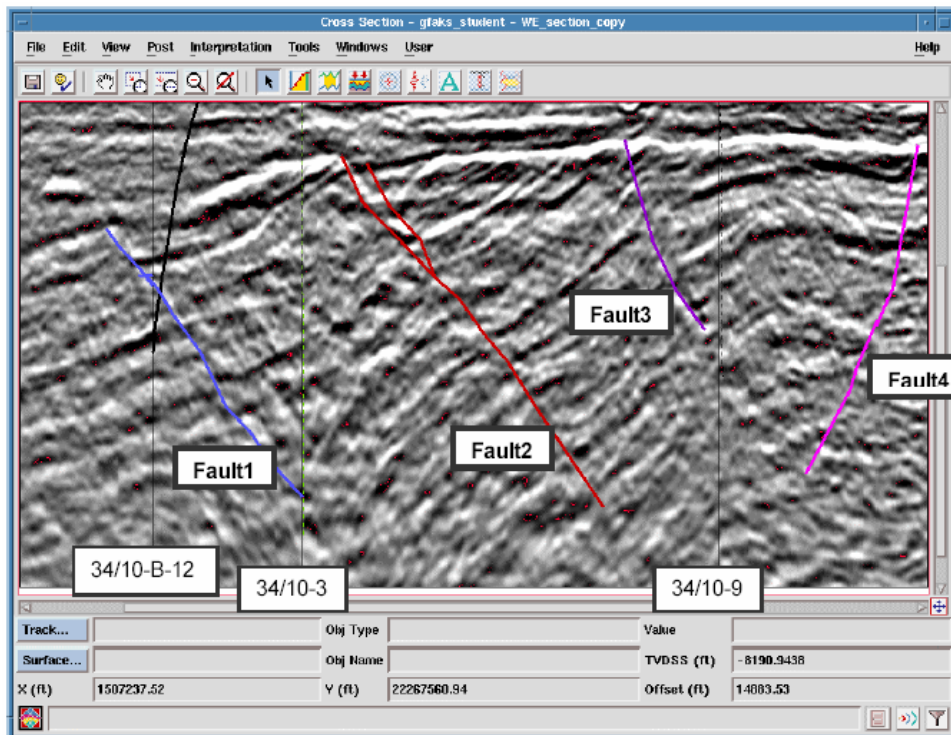 Cross Section - gfaks_student - WE_section_copy
File Edit View Post Interpretation Tools Windows User Help
Fault3
Fault4
Fault2
Fault1
34/10-B-12
34/10-3
34/10-9
Track... Obj Type Value
Surface... Obj Name TVDSS (ft) -8190.9438
X (ft) 1507237.52 Y (ft) 22267560.94 Offset (ft) 14883.53